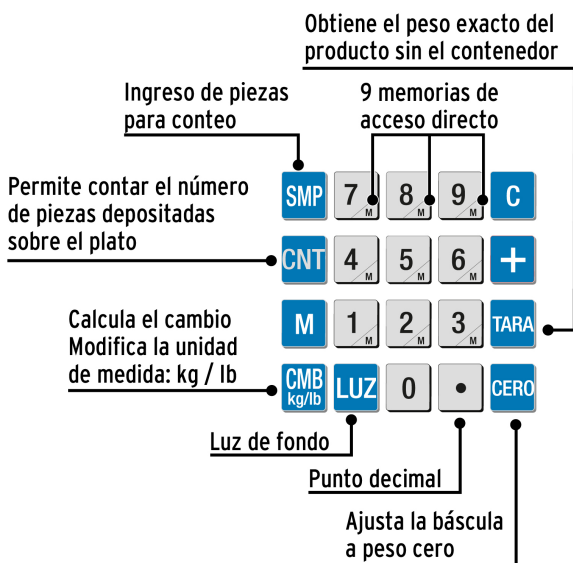 Obtiene el peso exacto del
producto sin el contenedor
Ingreso de piezas
para conteo
9 memorias de
acceso directo
Permite contar el número
de piezas depositadas
sobre el plato
SMP 7 M 8 M 9 M C
CNT 4 M 5 M 6 M +
Calcula el cambio
Modifica la unidad
de medida: kg / lb
M 1 M 2 M 3 M TARA
CMB
kg/lb
LUZ 0 • CERO
Luz de fondo
Punto decimal
Ajusta la báscula
a peso cero